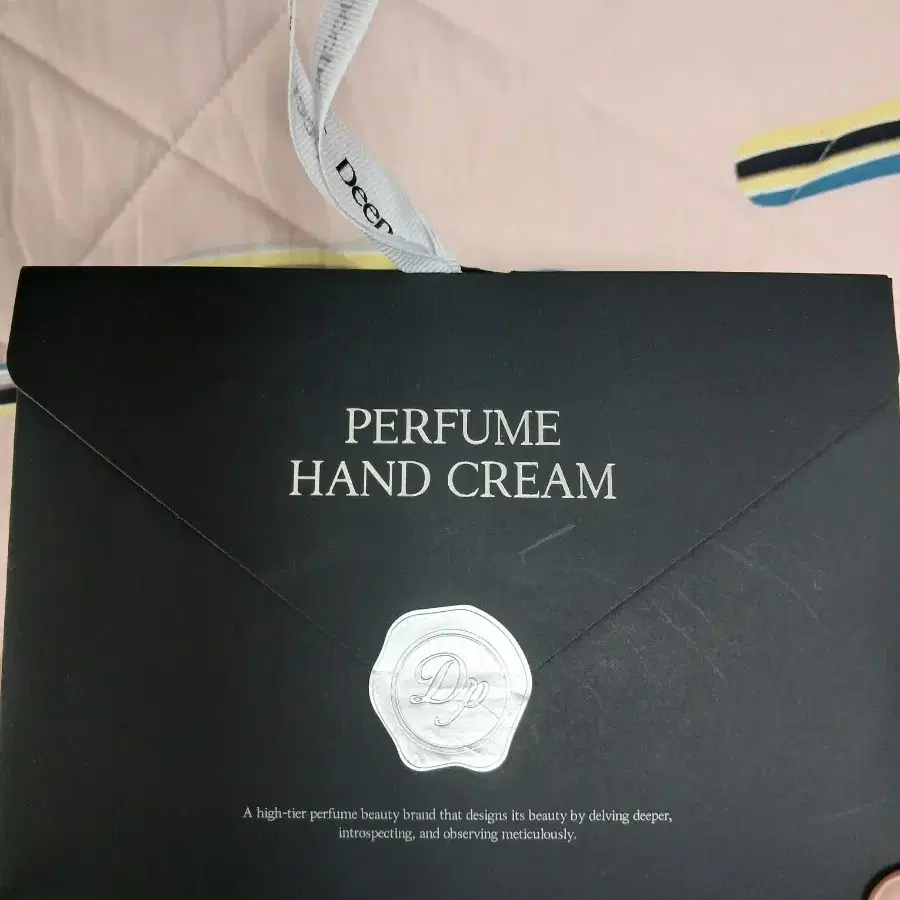 Deep
PERFUME
HAND CREAM
Dp
A high-tier perfume beauty brand that designs its beauty by delving deeper,
introspecting, and observing meticulously.